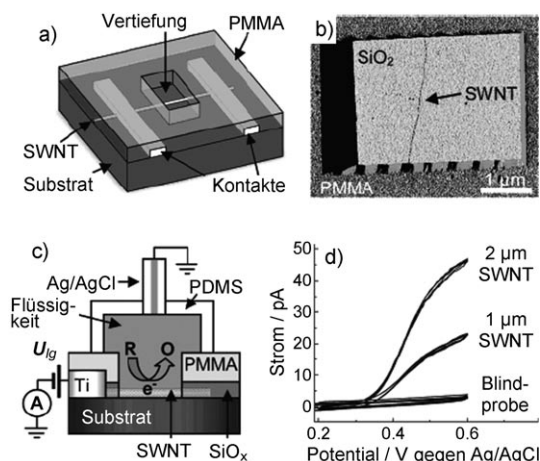 a)
Vertiefung
PMMA
SWNT
Substrat
Kontakte
b)
SiO₂
SWNT
PMMA
1 µm
c)
Ag/AgCl
PDMS
Flüssig-
keit
U_lg
R O
e⁻
PMMA
Ti
A
Substrat
SWNT
SiOₓ
d)
50
40
30
20
10
0
Strom / pA
2 µm
SWNT
1 µm
SWNT
Blind-
probe
0.2 0.4 0.6
Potential / V gegen Ag/AgCl